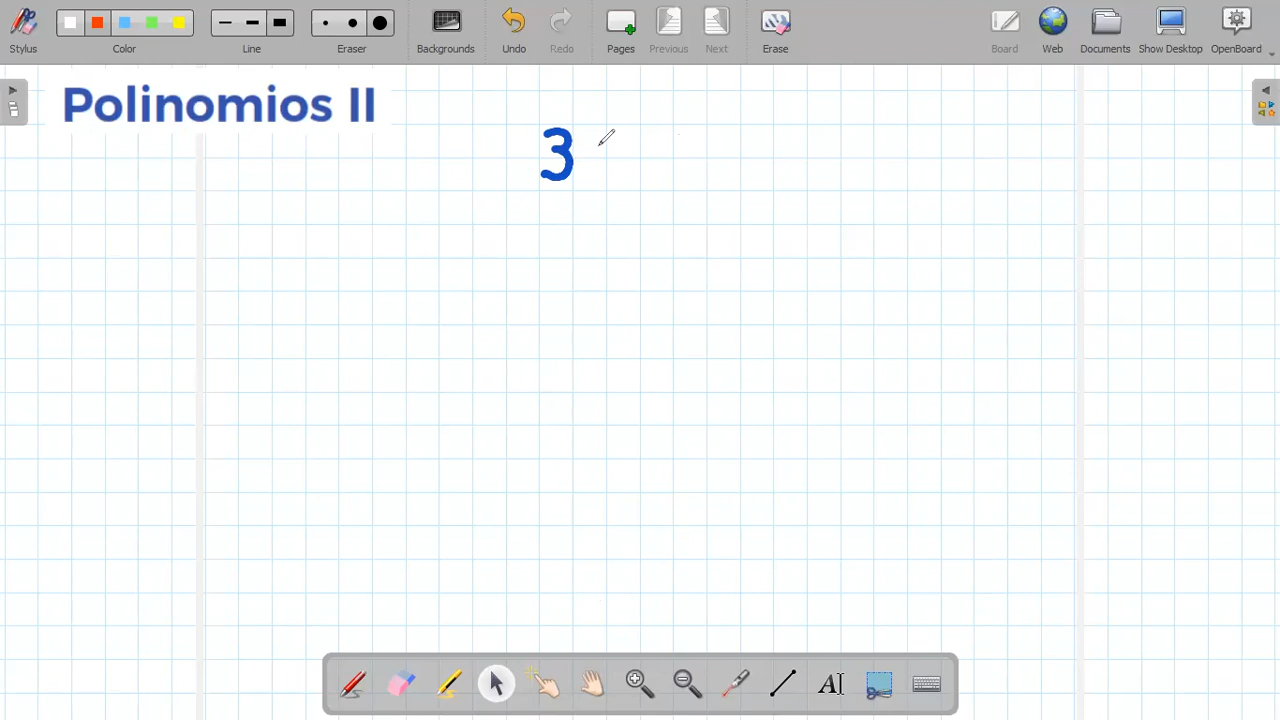 Stylus Color Line Eraser Backgrounds Undo Redo Pages Previous Next Erase Board Web Documents Show Desktop OpenBoard
Polinomios II
3
A